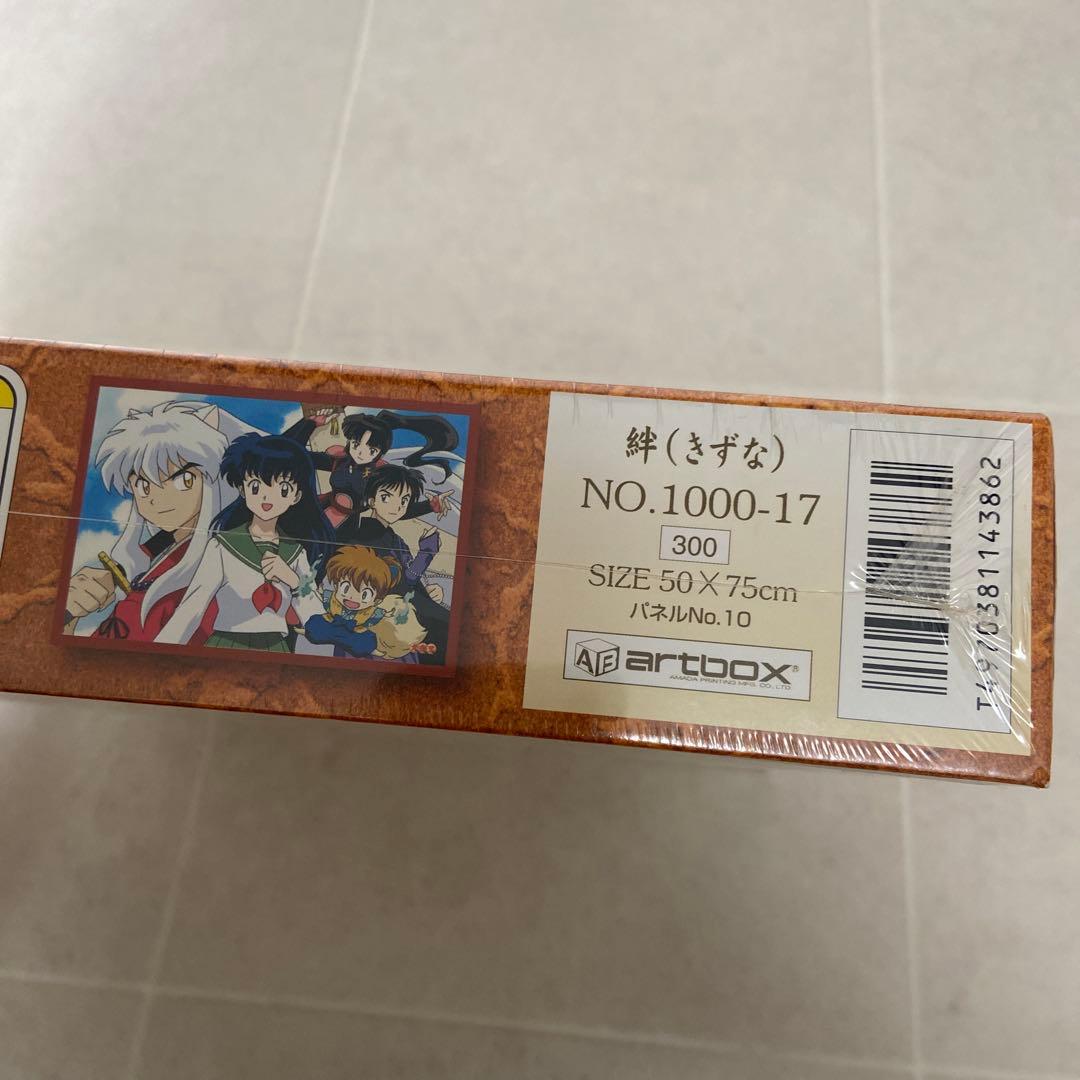 絆(きずな)
NO.1000-17
300
SIZE 50×75cm
パネルNo.10
AB artbox®
AMADA PRINTING MFG. CO., LTD.
T4970381143862